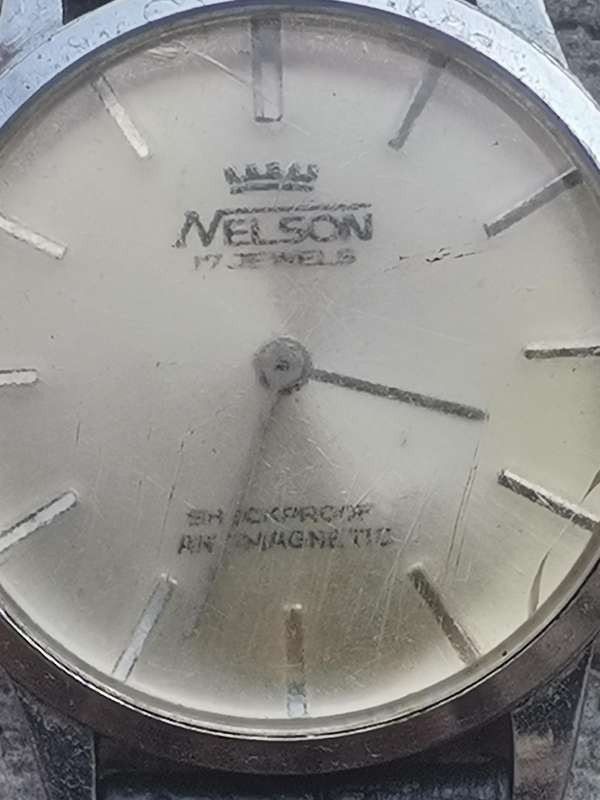 NELSON
17 JEWELS
SHOCKPROOF
ANTIMAGNETIC